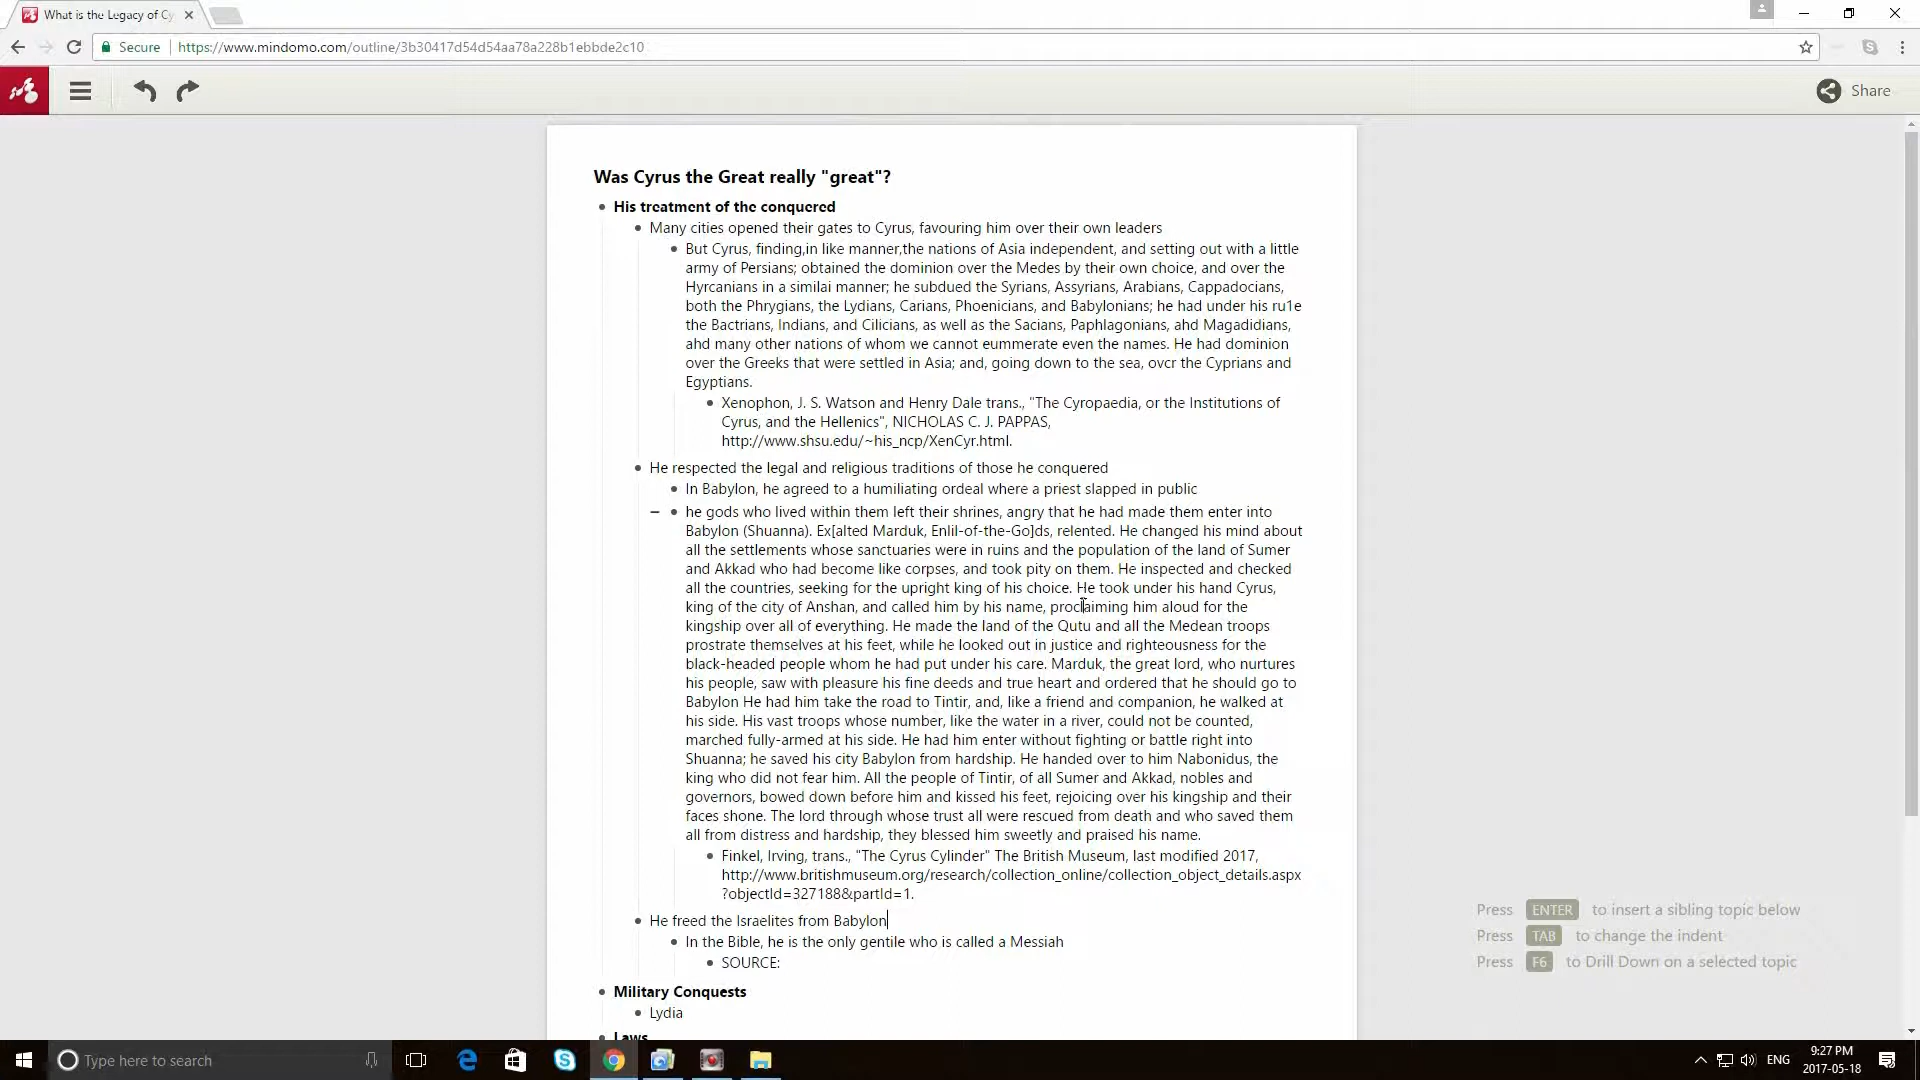 What is the Legacy of Cy
Secure
https://www.mindomo.com/outline/3b30417d54d54aa78a228b1ebbde2c10
Share
Was Cyrus the Great really "great"?
His treatment of the conquered
Many cities opened their gates to Cyrus, favouring him over their own leaders
But Cyrus, finding,in like manner,the nations of Asia independent, and setting out with a little
army of Persians; obtained the dominion over the Medes by their own choice, and over the
Hyrcanians in a similai manner; he subdued the Syrians, Assyrians, Arabians, Cappadocians,
both the Phrygians, the Lydians, Carians, Phoenicians, and Babylonians; he had under his ru1e
the Bactrians, Indians, and Cilicians, as well as the Sacians, Paphlagonians, ahd Magadidians,
ahd many other nations of whom we cannot eummerate even the names. He had dominion
over the Greeks that were settled in Asia; and, going down to the sea, ovcr the Cyprians and
Egyptians.
Xenophon, J. S. Watson and Henry Dale trans., "The Cyropaedia, or the Institutions of
Cyrus, and the Hellenics", NICHOLAS C. J. PAPPAS,
http://www.shsu.edu/~his_ncp/XenCyr.html.
He respected the legal and religious traditions of those he conquered
In Babylon, he agreed to a humiliating ordeal where a priest slapped in public
he gods who lived within them left their shrines, angry that he had made them enter into
Babylon (Shuanna). Ex[alted Marduk, Enlil-of-the-Go]ds, relented. He changed his mind about
all the settlements whose sanctuaries were in ruins and the population of the land of Sumer
and Akkad who had become like corpses, and took pity on them. He inspected and checked
all the countries, seeking for the upright king of his choice. He took under his hand Cyrus,
king of the city of Anshan, and called him by his name, proclaiming him aloud for the
kingship over all of everything. He made the land of the Qutu and all the Medean troops
prostrate themselves at his feet, while he looked out in justice and righteousness for the
black-headed people whom he had put under his care. Marduk, the great lord, who nurtures
his people, saw with pleasure his fine deeds and true heart and ordered that he should go to
Babylon He had him take the road to Tintir, and, like a friend and companion, he walked at
his side. His vast troops whose number, like the water in a river, could not be counted,
marched fully-armed at his side. He had him enter without fighting or battle right into
Shuanna; he saved his city Babylon from hardship. He handed over to him Nabonidus, the
king who did not fear him. All the people of Tintir, of all Sumer and Akkad, nobles and
governors, bowed down before him and kissed his feet, rejoicing over his kingship and their
faces shone. The lord through whose trust all were rescued from death and who saved them
all from distress and hardship, they blessed him sweetly and praised his name.
Finkel, Irving, trans., "The Cyrus Cylinder" The British Museum, last modified 2017,
http://www.britishmuseum.org/research/collection_online/collection_object_details.aspx
?objectId=327188&partId=1.
He freed the Israelites from Babylon
In the Bible, he is the only gentile who is called a Messiah
SOURCE:
Military Conquests
Lydia
Laws
Press ENTER to insert a sibling topic below
Press TAB to change the indent
Press F6 to Drill Down on a selected topic
Type here to search
ENG
9:27 PM
2017-05-18